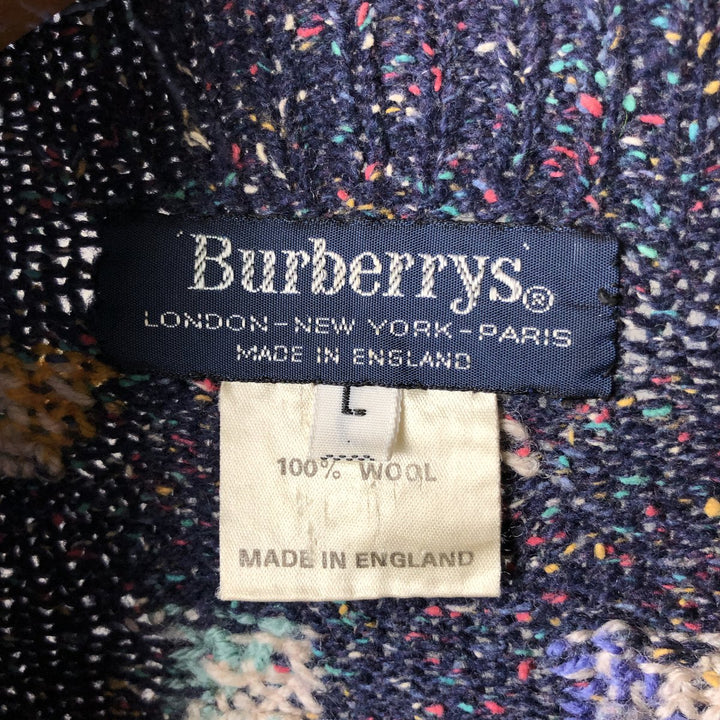 Burberrys®
LONDON-NEW YORK-PARIS
MADE IN ENGLAND
L
100% WOOL
MADE IN ENGLAND